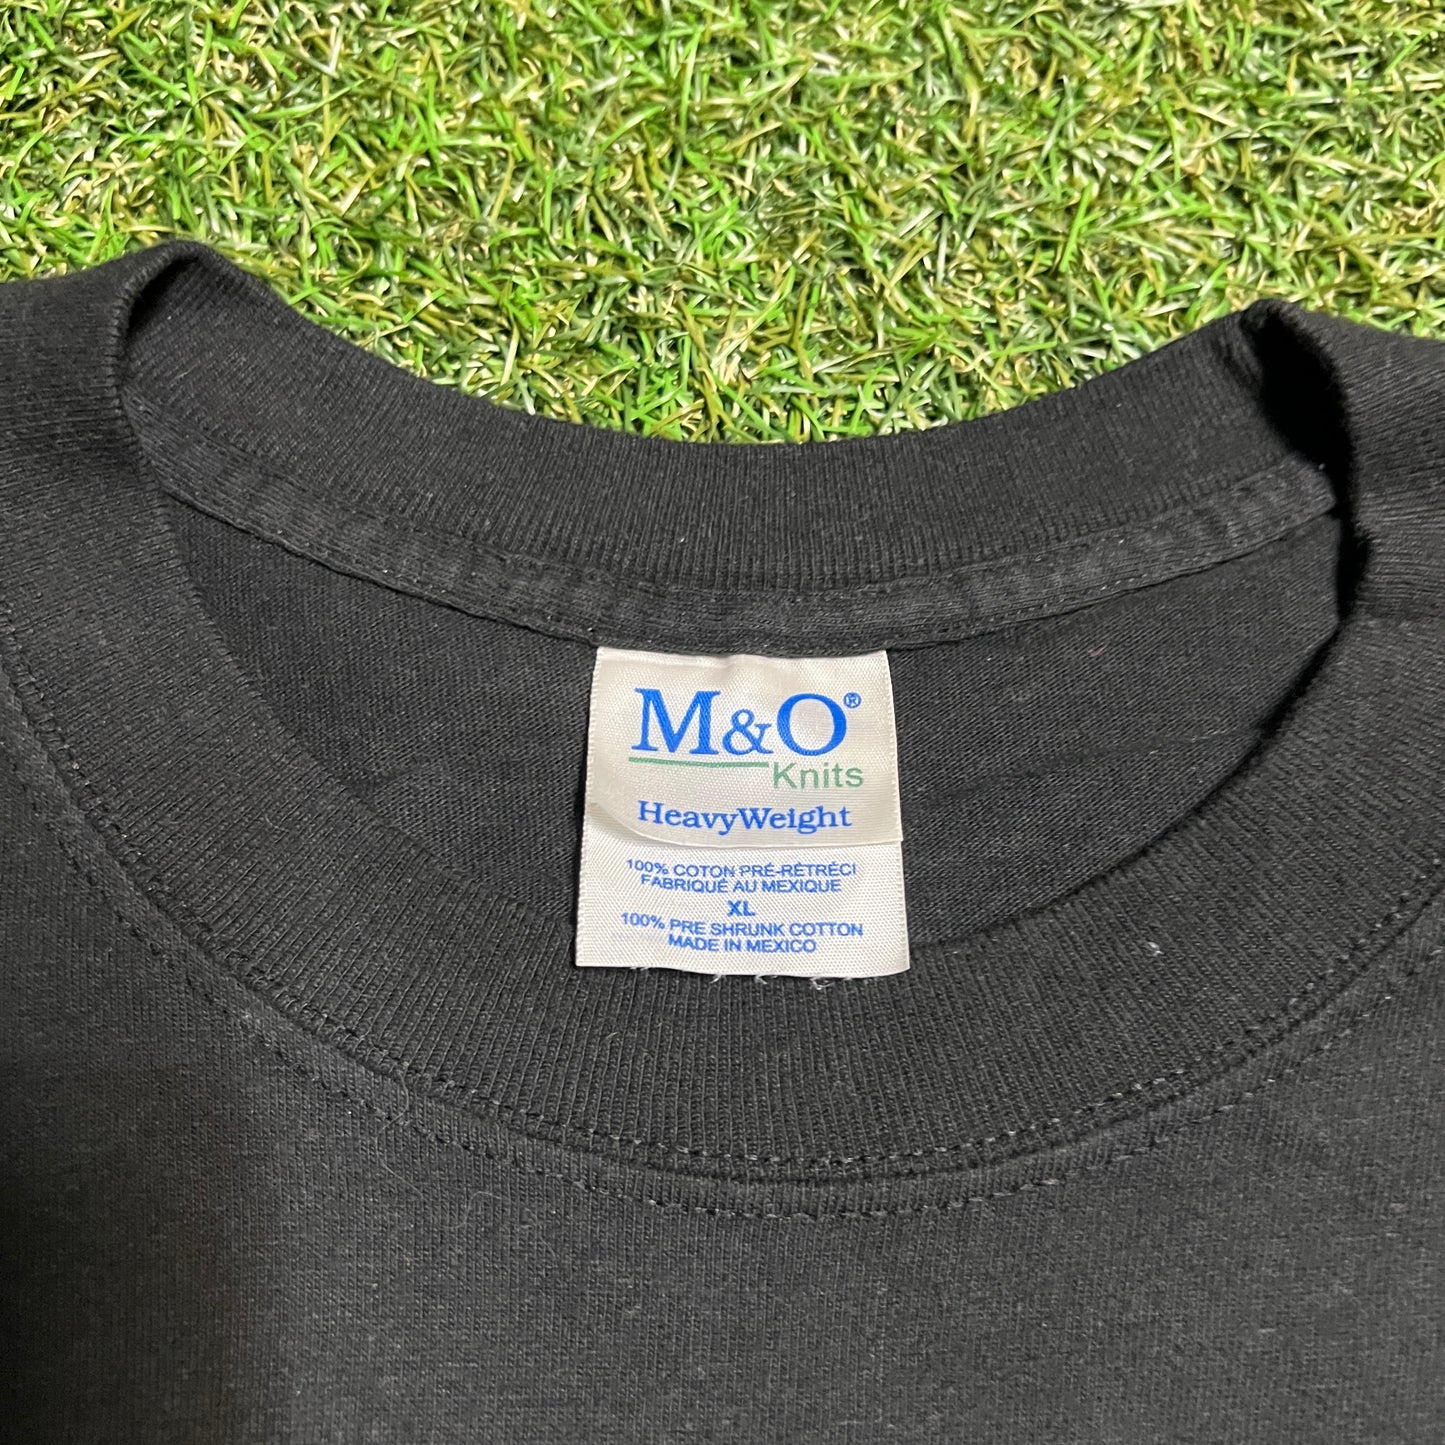 M&O®
Knits
HeavyWeight
100% COTON PRÉ-RÉTRÉCI
FABRIQUÉ AU MEXIQUE
XL
100% PRE SHRUNK COTTON
MADE IN MEXICO